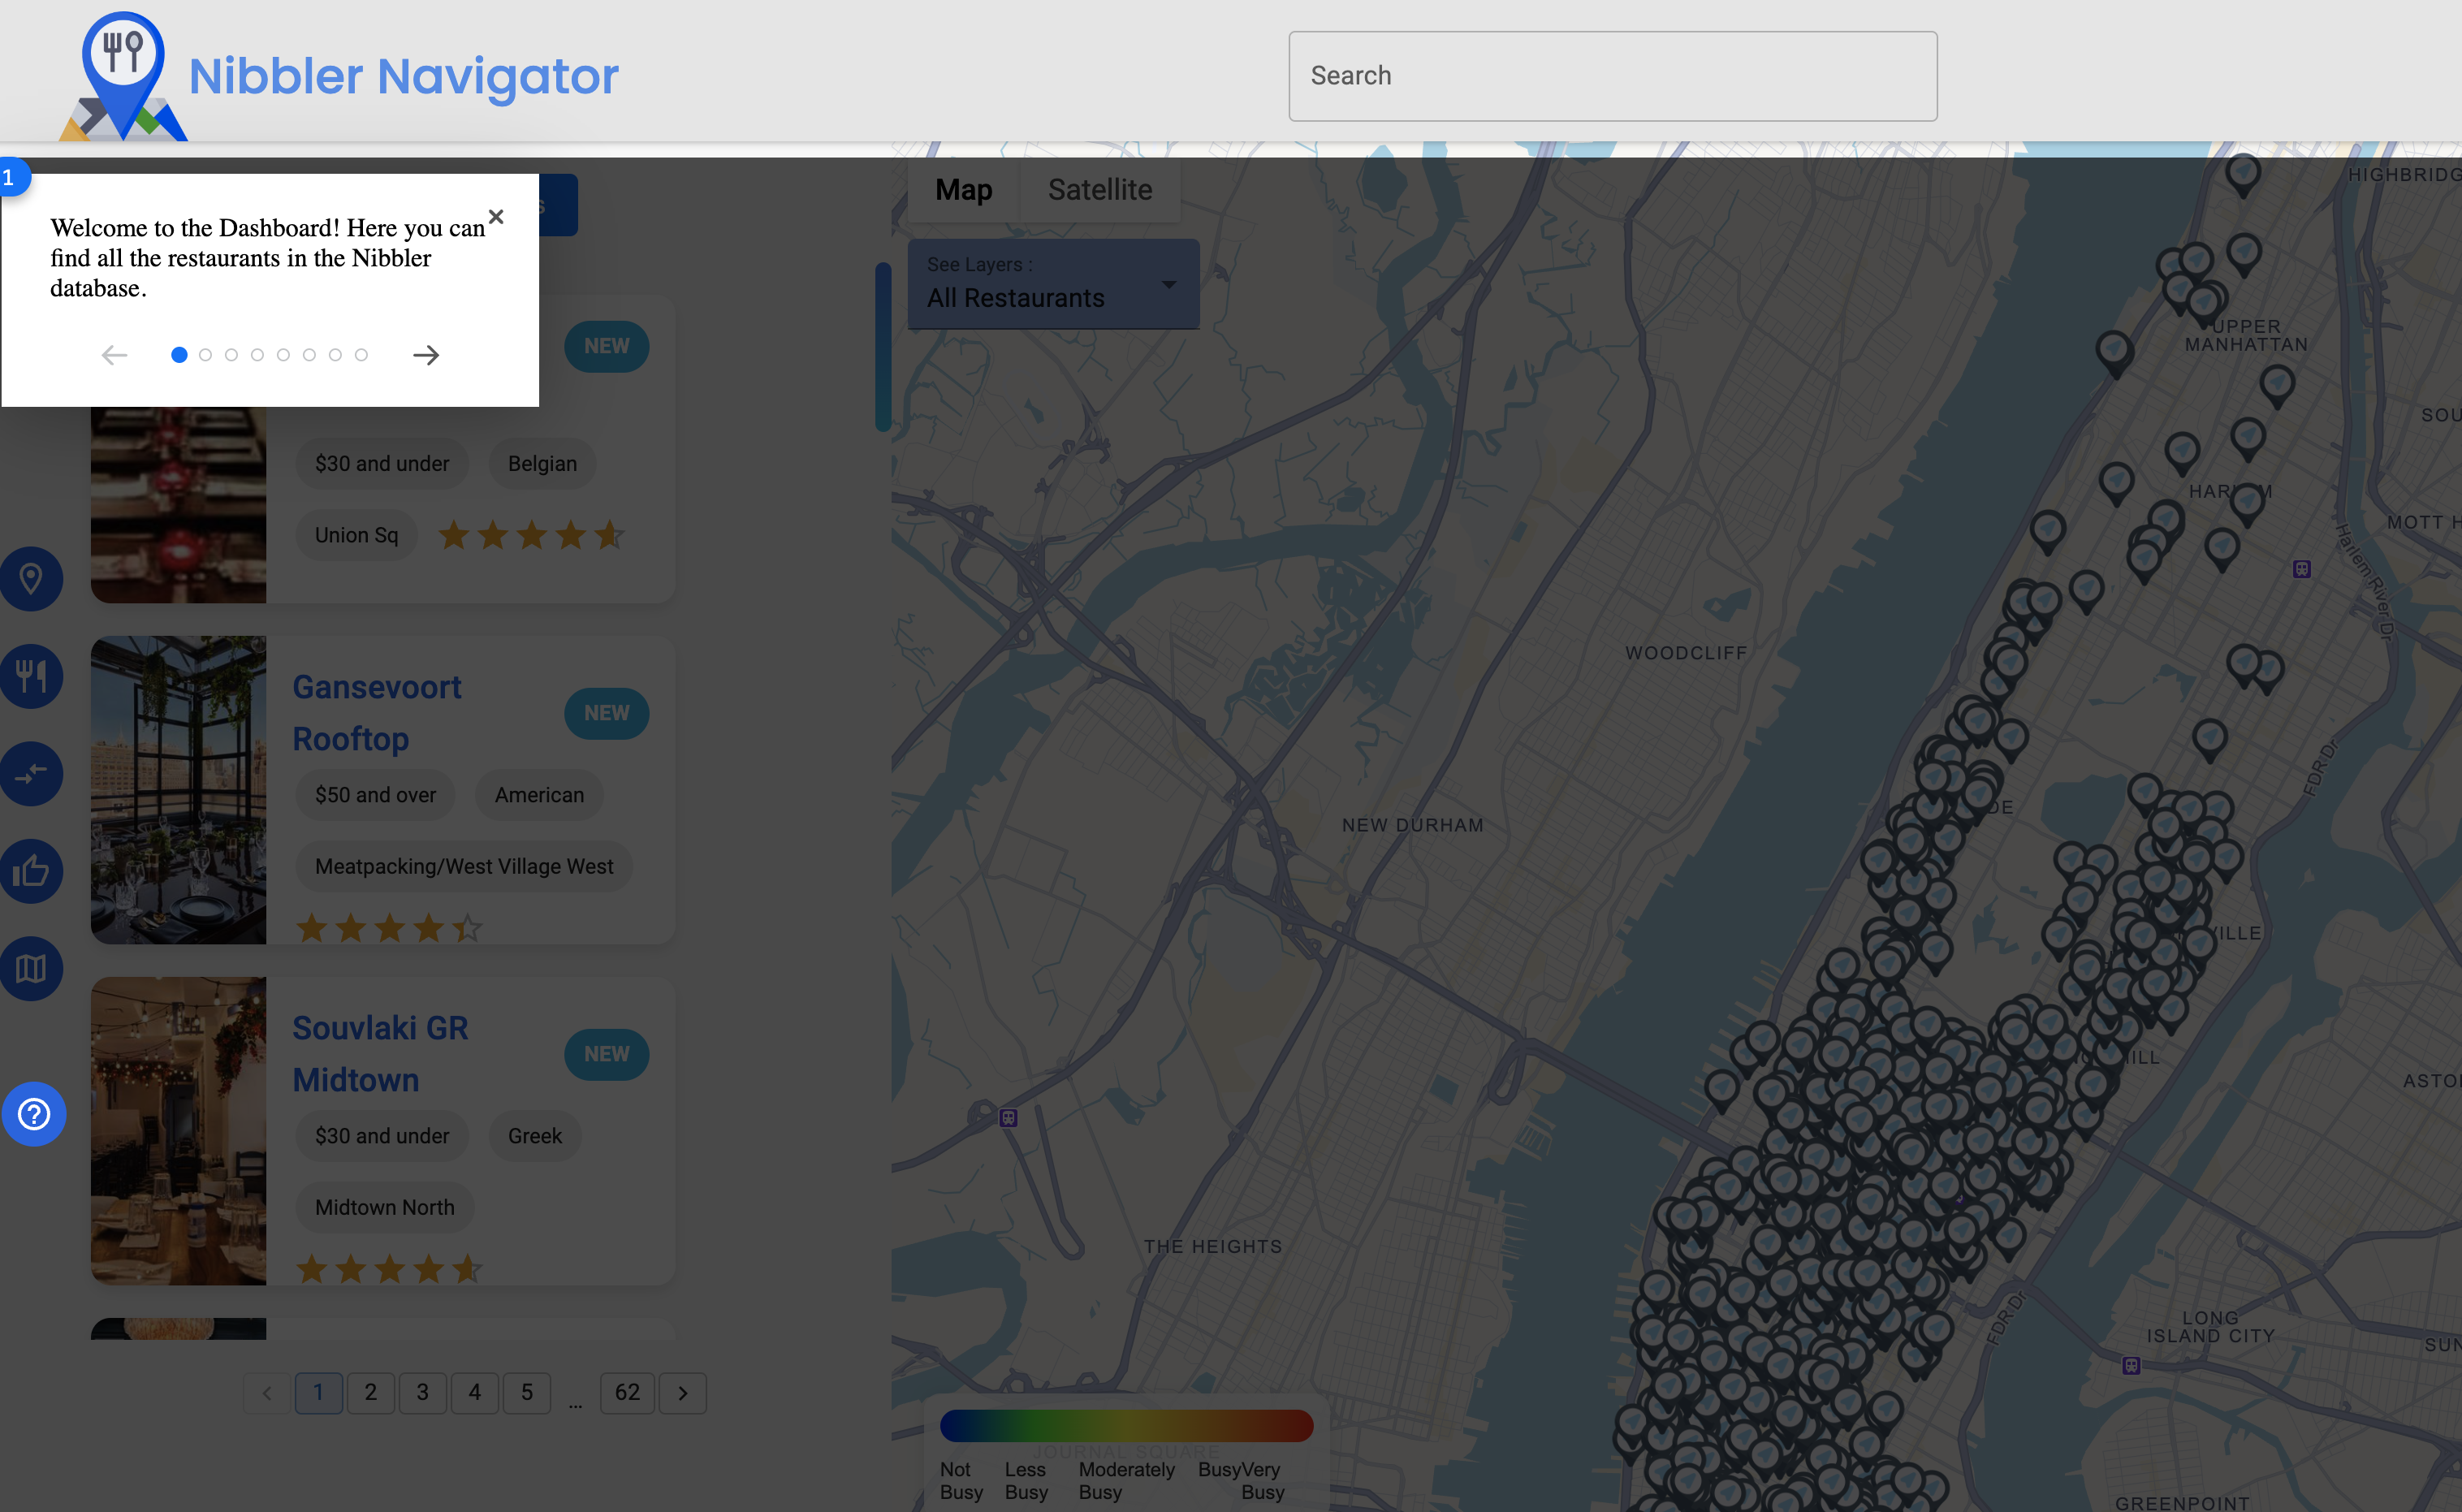 Nibbler Navigator
Search
1
Welcome to the Dashboard! Here you can
find all the restaurants in the Nibbler
database.
NEW
$30 and under
Belgian
Union Sq
Gansevoort
Rooftop
NEW
$50 and over
American
Meatpacking/West Village West
Souvlaki GR
Midtown
NEW
$30 and under
Greek
Midtown North
1
2
3
4
5
...
62
Map
Satellite
See Layers :
All Restaurants
HIGHBRIDG
UPPER
MANHATTAN
SOU
MOTT H
Harlem River Dr
WOODCLIFF
FDR Dr
NEW DURHAM
ASTO
THE HEIGHTS
FDR Dr
LONG
ISLAND CITY
SUN
JOURNAL SQUARE
Not
Busy
Less
Busy
Moderately
Busy
Busy
Very
Busy
GREENPOINT